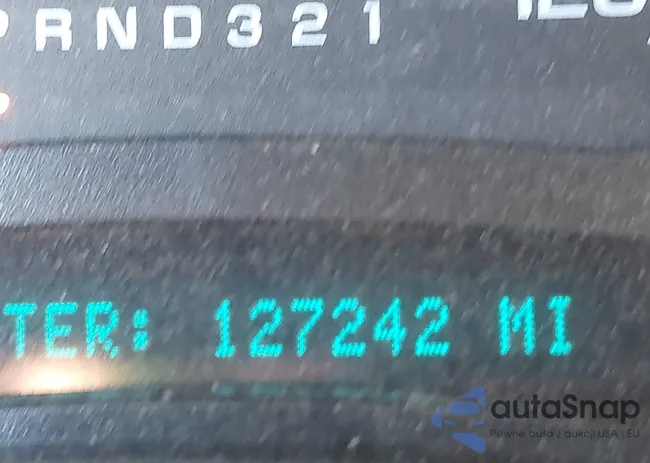 P R N D 3 2 1
TER: 127242 MI
autaSnap
Pewne auta z aukcji USA i EU